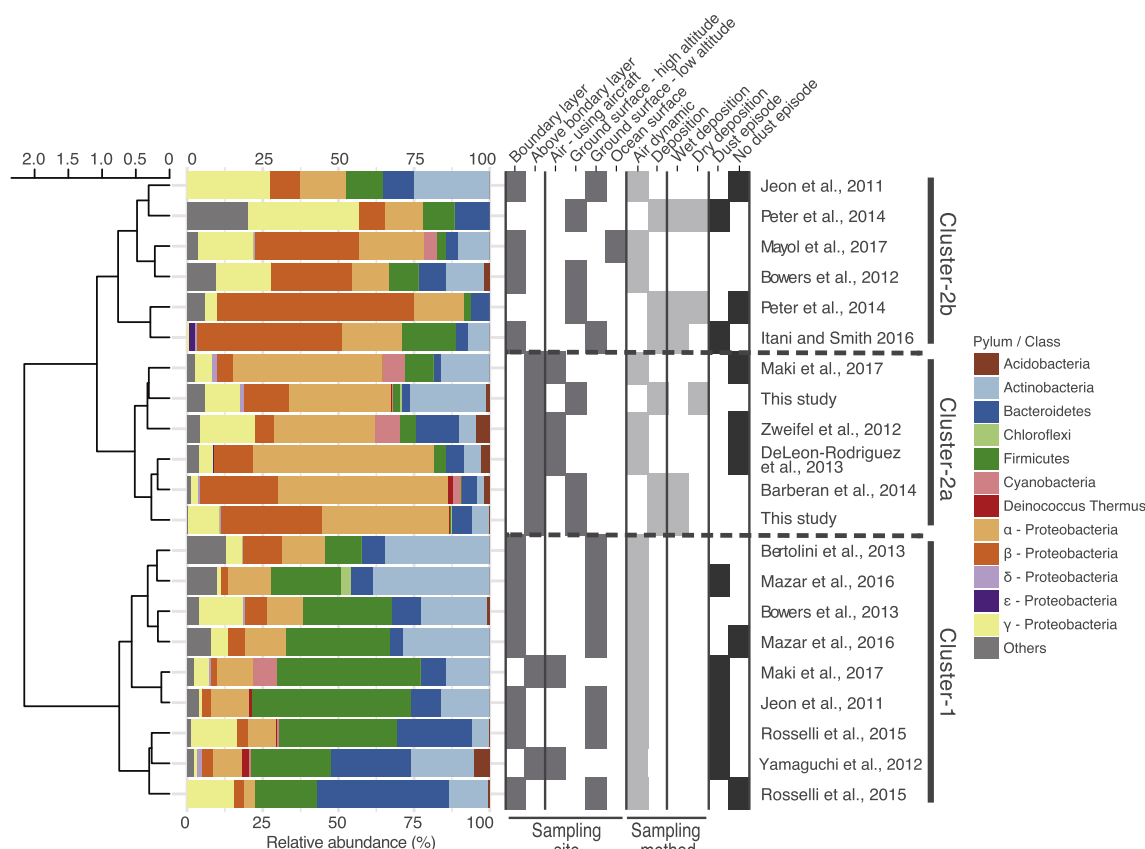 Boundary layer
Above bondary layer
Air - using aircraft
Ground surface - high altitude
Ground surface - low altitude
Ocean surface
Air dynamic
Deposition
Wet deposition
Dry deposition
Dust episode
No dust episode
2.0 1.5 1.0 0.5 0
0 25 50 75 100
Jeon et al., 2011
Peter et al., 2014
Mayol et al., 2017
Bowers et al., 2012
Peter et al., 2014
Itani and Smith 2016
Cluster-2b
Maki et al., 2017
This study
Zweifel et al., 2012
DeLeon-Rodriguez
et al., 2013
Barberan et al., 2014
This study
Cluster-2a
Bertolini et al., 2013
Mazar et al., 2016
Bowers et al., 2013
Mazar et al., 2016
Maki et al., 2017
Jeon et al., 2011
Rosselli et al., 2015
Yamaguchi et al., 2012
Rosselli et al., 2015
Cluster-1
Pylum / Class
Acidobacteria
Actinobacteria
Bacteroidetes
Chloroflexi
Firmicutes
Cyanobacteria
Deinococcus Thermus
α - Proteobacteria
β - Proteobacteria
δ - Proteobacteria
ε - Proteobacteria
γ - Proteobacteria
Others
0 25 50 75 100
Relative abundance (%)
Sampling
site
Sampling
method